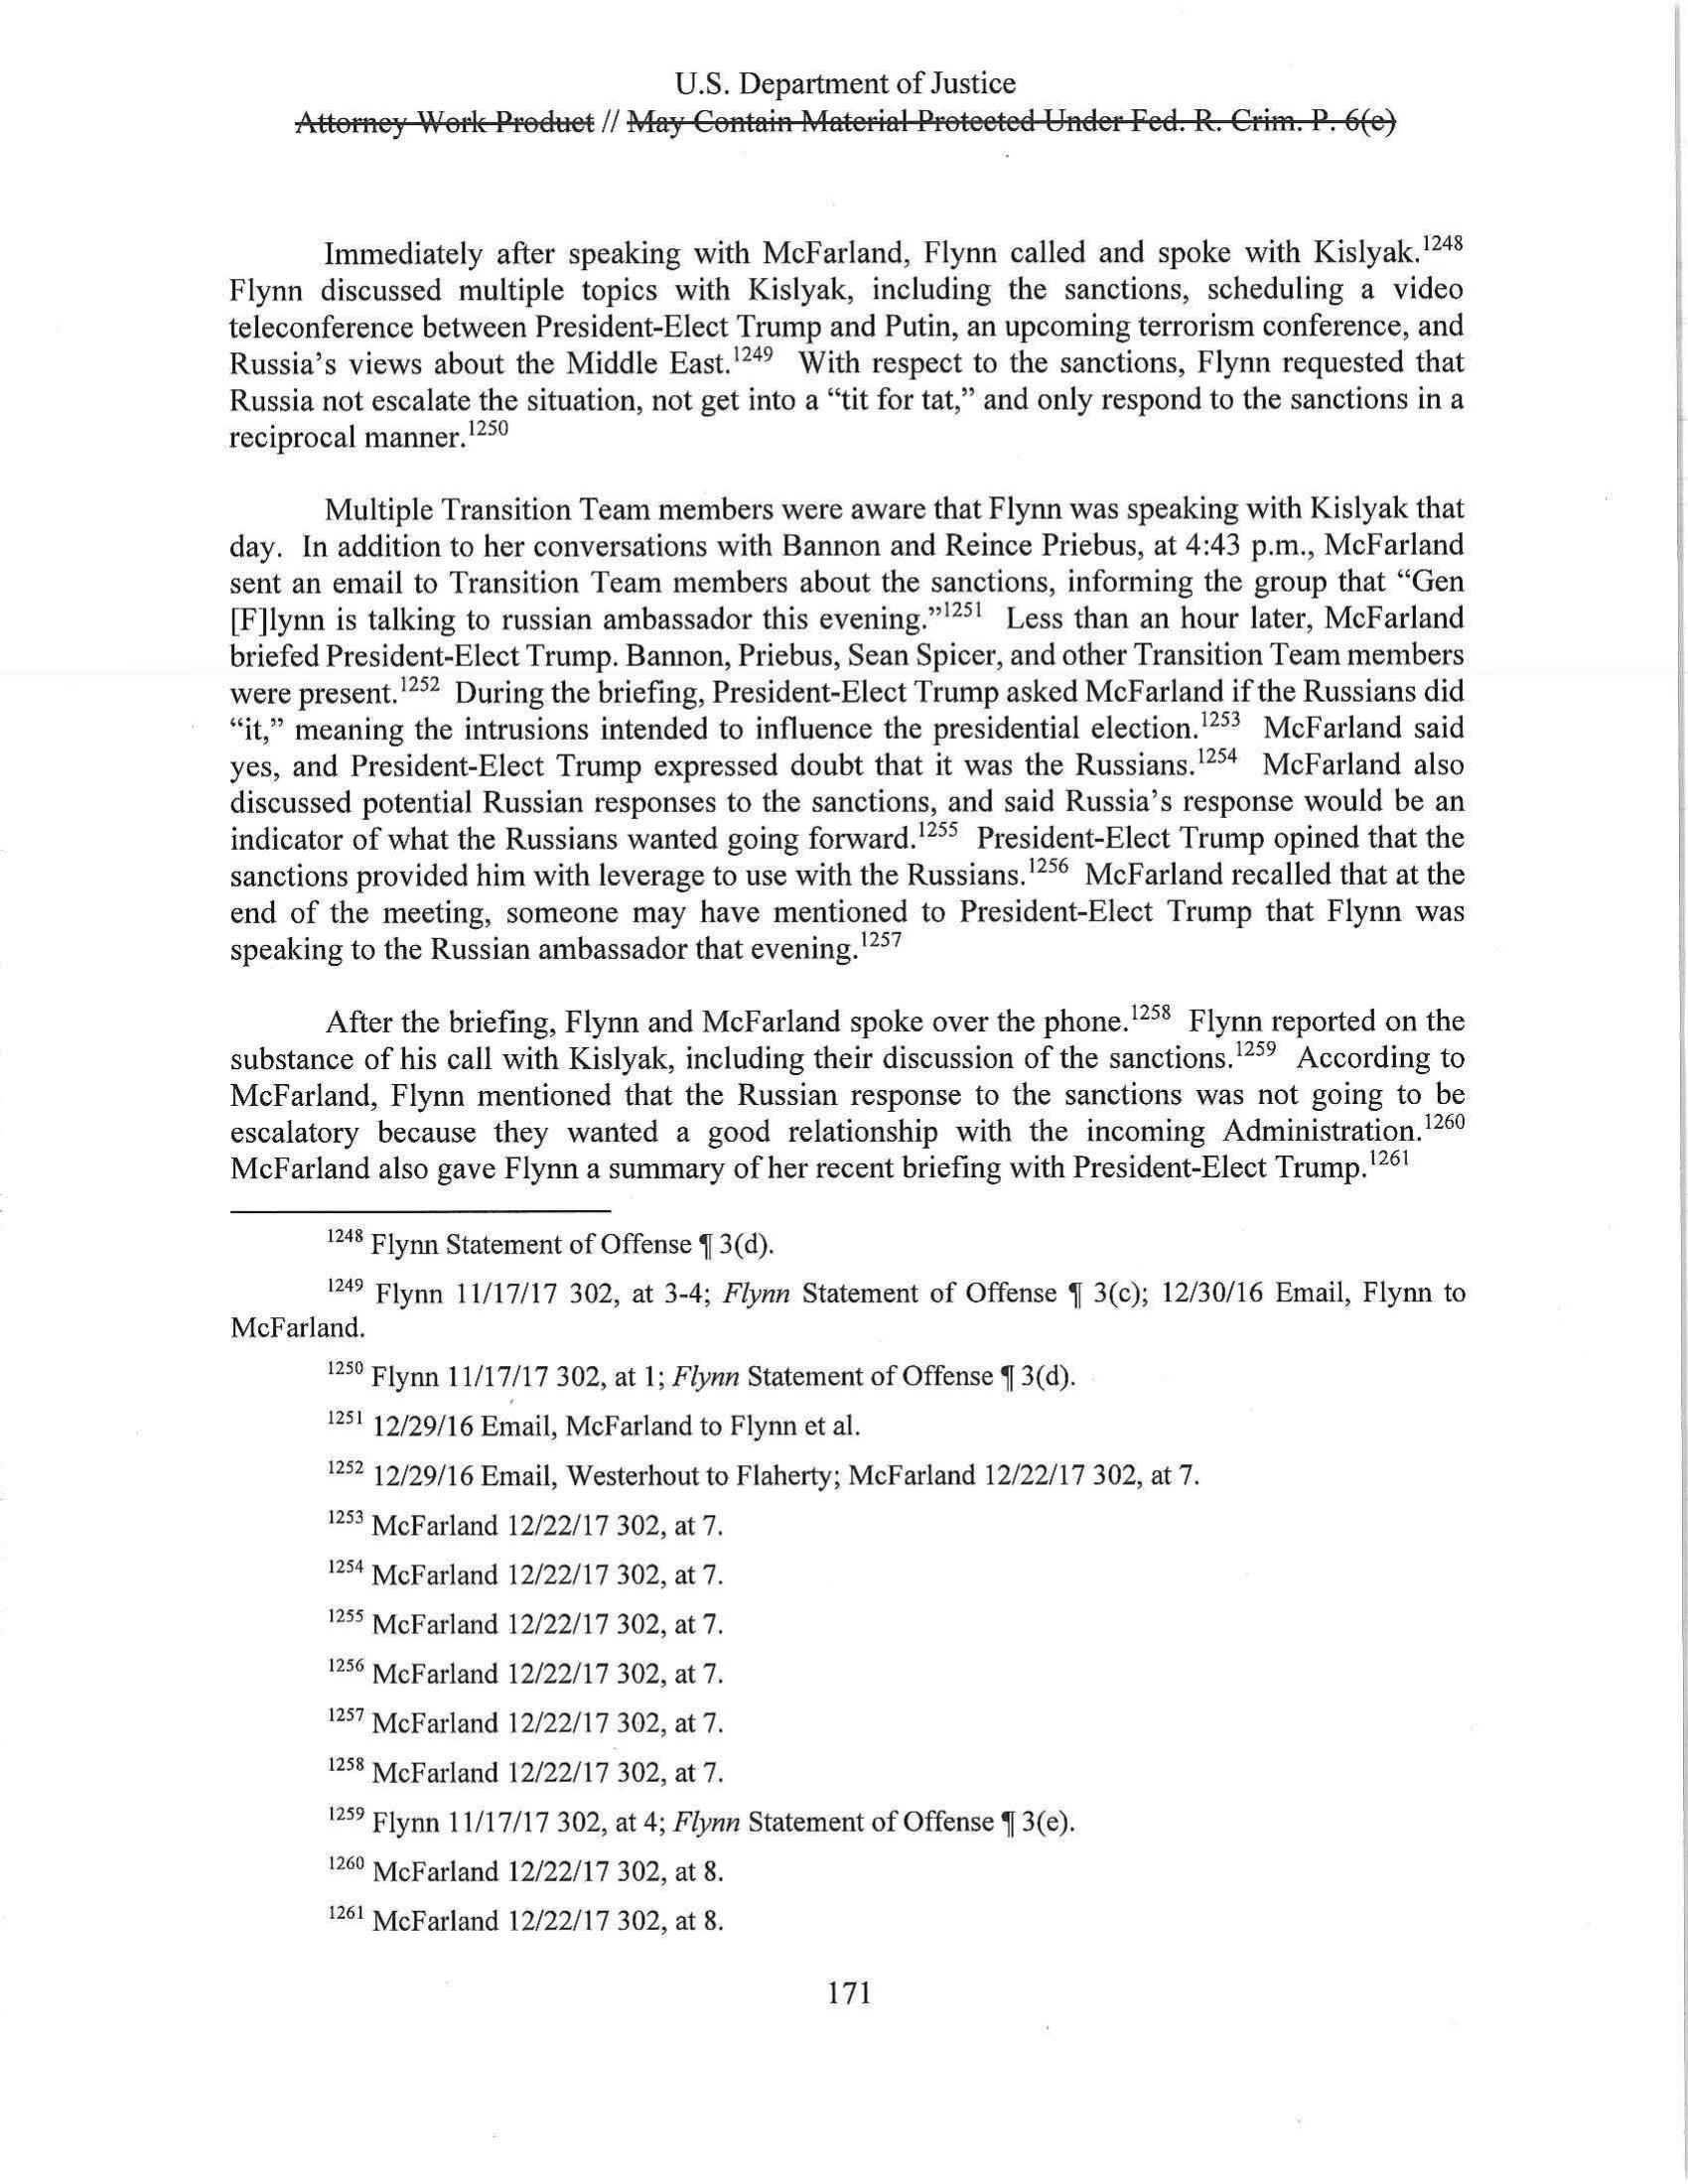 U.S. Department of Justice
Attorney Work Product // May Contain Material Protected Under Fed. R. Crim. P. 6(e)
Immediately after speaking with McFarland, Flynn called and spoke with Kislyak.1248
Flynn discussed multiple topics with Kislyak, including the sanctions, scheduling a video
teleconference between President-Elect Trump and Putin, an upcoming terrorism conference, and
Russia's views about the Middle East.1249 With respect to the sanctions, Flynn requested that
Russia not escalate the situation, not get into a “tit for tat,” and only respond to the sanctions in a
reciprocal manner.1250
Multiple Transition Team members were aware that Flynn was speaking with Kislyak that
day. In addition to her conversations with Bannon and Reince Priebus, at 4:43 p.m., McFarland
sent an email to Transition Team members about the sanctions, informing the group that “Gen
[F]lynn is talking to russian ambassador this evening.”1251 Less than an hour later, McFarland
briefed President-Elect Trump. Bannon, Priebus, Sean Spicer, and other Transition Team members
were present.1252 During the briefing, President-Elect Trump asked McFarland if the Russians did
“it,” meaning the intrusions intended to influence the presidential election.1253 McFarland said
yes, and President-Elect Trump expressed doubt that it was the Russians.1254 McFarland also
discussed potential Russian responses to the sanctions, and said Russia's response would be an
indicator of what the Russians wanted going forward.1255 President-Elect Trump opined that the
sanctions provided him with leverage to use with the Russians.1256 McFarland recalled that at the
end of the meeting, someone may have mentioned to President-Elect Trump that Flynn was
speaking to the Russian ambassador that evening.1257
After the briefing, Flynn and McFarland spoke over the phone.1258 Flynn reported on the
substance of his call with Kislyak, including their discussion of the sanctions.1259 According to
McFarland, Flynn mentioned that the Russian response to the sanctions was not going to be
escalatory because they wanted a good relationship with the incoming Administration.1260
McFarland also gave Flynn a summary of her recent briefing with President-Elect Trump.1261
1248 Flynn Statement of Offense ¶ 3(d).
1249 Flynn 11/17/17 302, at 3-4; Flynn Statement of Offense ¶ 3(c); 12/30/16 Email, Flynn to
McFarland.
1250 Flynn 11/17/17 302, at 1; Flynn Statement of Offense ¶ 3(d).
1251 12/29/16 Email, McFarland to Flynn et al.
1252 12/29/16 Email, Westerhout to Flaherty; McFarland 12/22/17 302, at 7.
1253 McFarland 12/22/17 302, at 7.
1254 McFarland 12/22/17 302, at 7.
1255 McFarland 12/22/17 302, at 7.
1256 McFarland 12/22/17 302, at 7.
1257 McFarland 12/22/17 302, at 7.
1258 McFarland 12/22/17 302, at 7.
1259 Flynn 11/17/17 302, at 4; Flynn Statement of Offense ¶ 3(e).
1260 McFarland 12/22/17 302, at 8.
1261 McFarland 12/22/17 302, at 8.
171